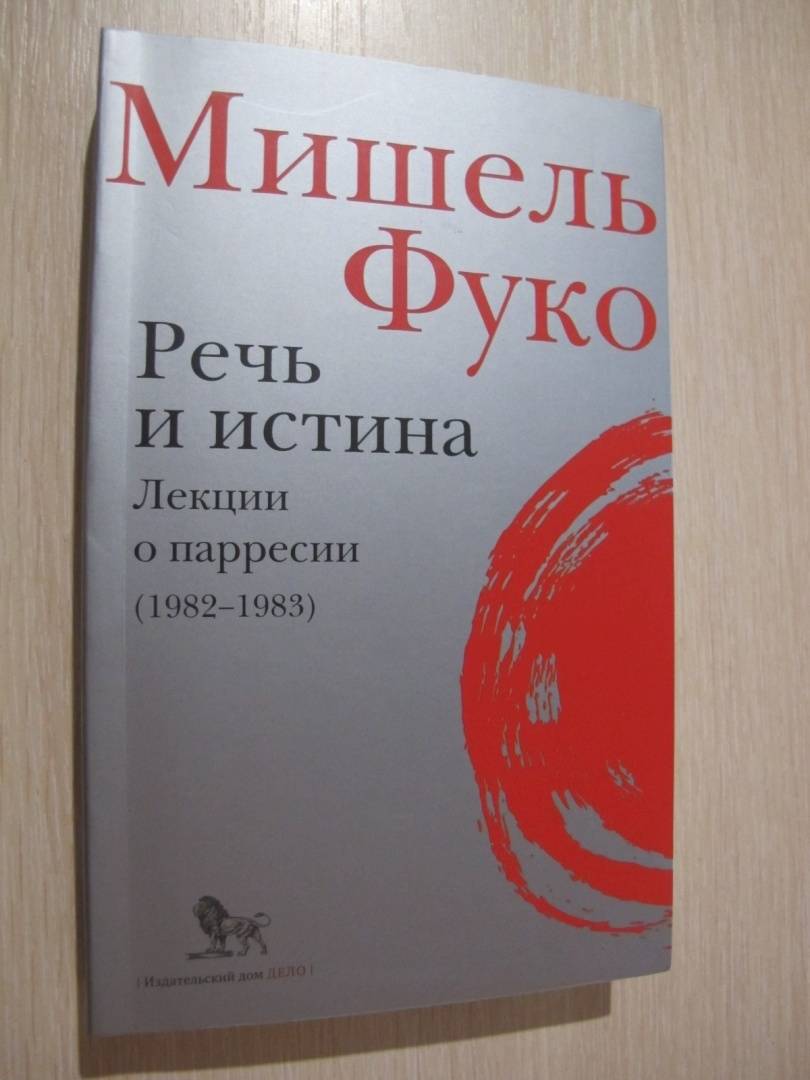 Мишель
Фуко
Речь
и истина
Лекции
о парресии
(1982–1983)
| Издательский дом ДЕЛО |